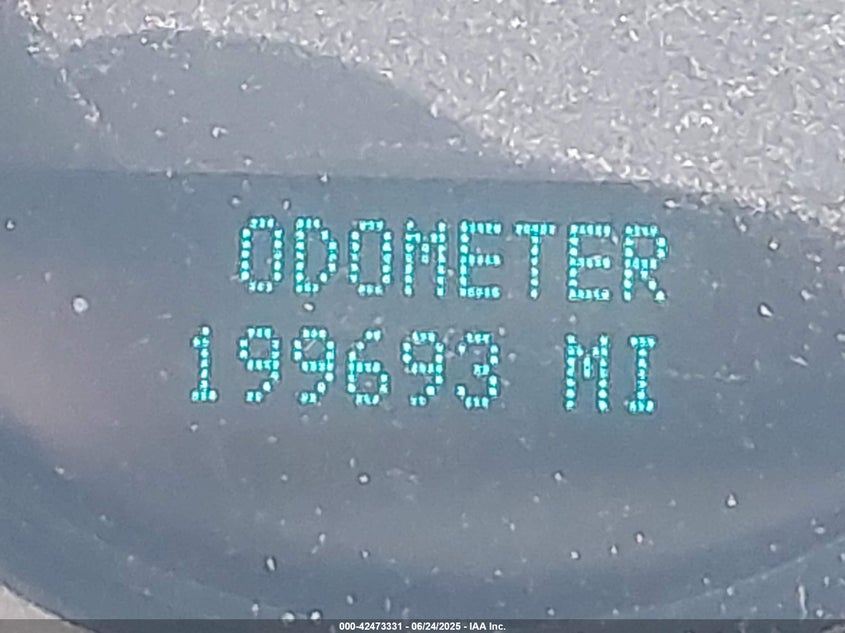 ODOMETER
199693 MI
000-42473331 - 06/24/2025 - IAA Inc.